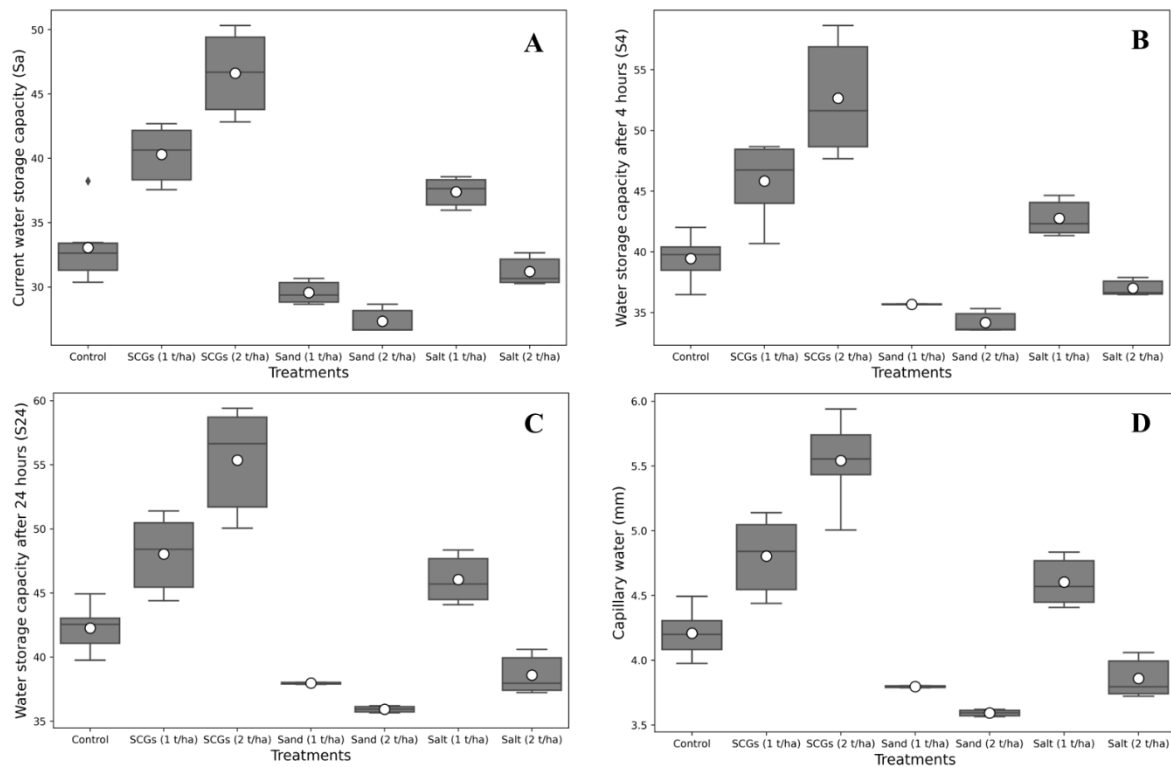 A
Current water storage capacity (Sa)
50
45
40
35
30
Control SCGs (1 t/ha) SCGs (2 t/ha) Sand (1 t/ha) Sand (2 t/ha) Salt (1 t/ha) Salt (2 t/ha)
Treatments
B
Water storage capacity after 4 hours (S4)
55
50
45
40
35
Control SCGs (1 t/ha) SCGs (2 t/ha) Sand (1 t/ha) Sand (2 t/ha) Salt (1 t/ha) Salt (2 t/ha)
Treatments
C
Water storage capacity after 24 hours (S24)
60
55
50
45
40
35
Control SCGs (1 t/ha) SCGs (2 t/ha) Sand (1 t/ha) Sand (2 t/ha) Salt (1 t/ha) Salt (2 t/ha)
Treatments
D
Capillary water (mm)
6.0
5.5
5.0
4.5
4.0
3.5
Control SCGs (1 t/ha) SCGs (2 t/ha) Sand (1 t/ha) Sand (2 t/ha) Salt (1 t/ha) Salt (2 t/ha)
Treatments